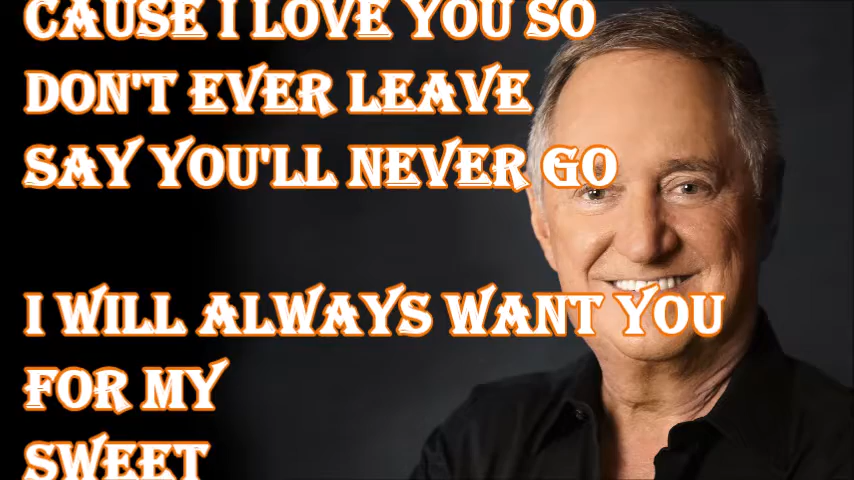 CAUSE I LOVE YOU SO
DON'T EVER LEAVE
SAY YOU'LL NEVER GO
I WILL ALWAYS WANT YOU
FOR MY
SWEET